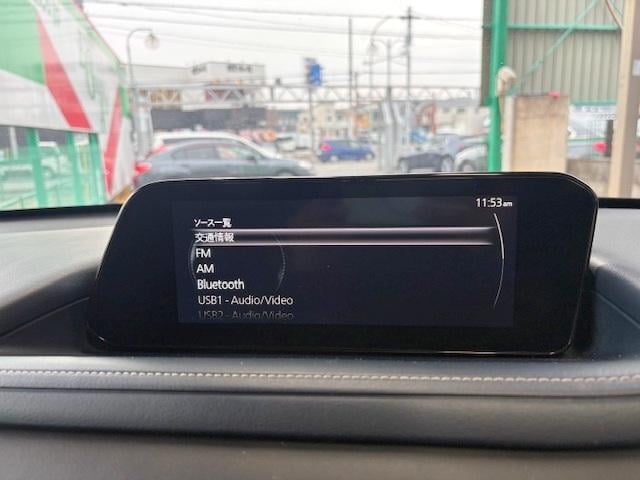 11:53am
ソース一覧
交通情報
FM
AM
Bluetooth
USB1 - Audio/Video
USB2 - Audio/Video